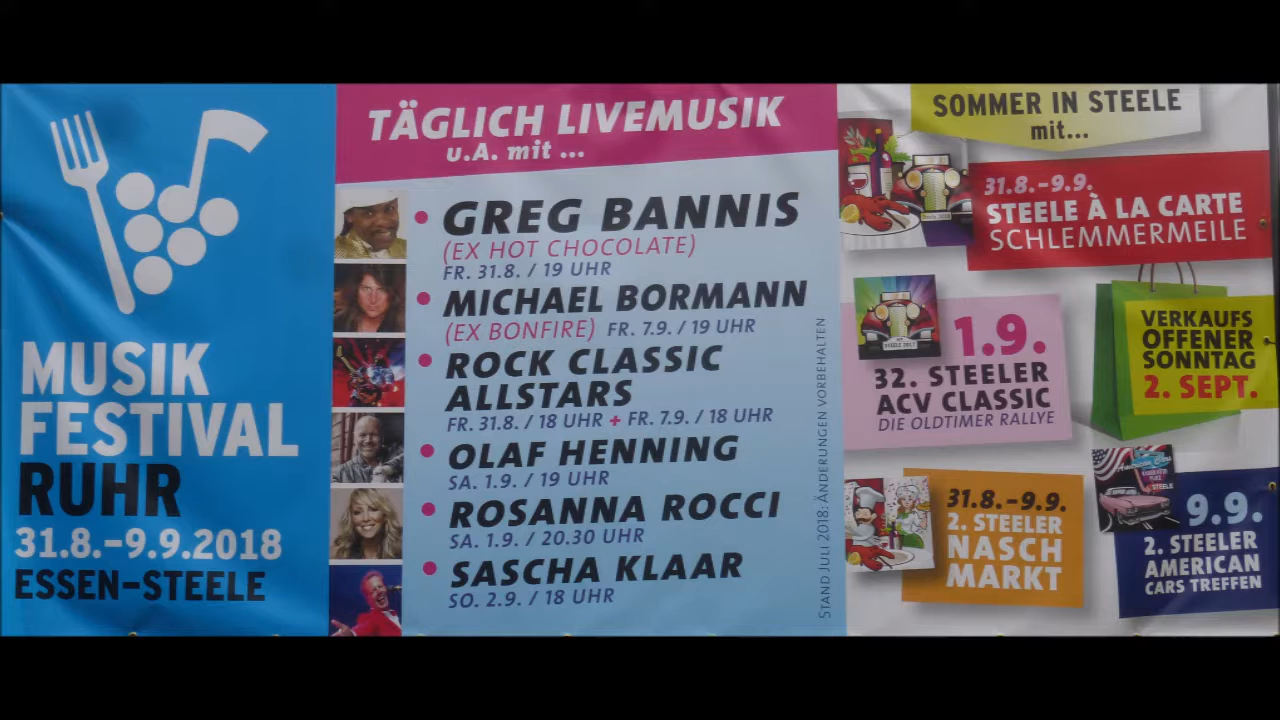 MUSIK
FESTIVAL
RUHR
31.8.-9.9.2018
ESSEN-STEELE
TÄGLICH LIVEMUSIK
u.A. mit ...
• GREG BANNIS
(EX HOT CHOCOLATE)
FR. 31.8. / 19 UHR
• MICHAEL BORMANN
(EX BONFIRE) FR. 7.9. / 19 UHR
• ROCK CLASSIC
ALLSTARS
FR. 31.8. / 18 UHR + FR. 7.9. / 18 UHR
• OLAF HENNING
SA. 1.9. / 19 UHR
• ROSANNA ROCCI
SA. 1.9. / 20.30 UHR
• SASCHA KLAAR
SO. 2.9. / 18 UHR
STAND JULI 2018: ÄNDERUNGEN VORBEHALTEN
SOMMER IN STEELE
mit...
31.8.-9.9.
STEELE À LA CARTE
SCHLEMMERMEILE
STEELE 2017
1.9.
32. STEELER
ACV CLASSIC
DIE OLDTIMER RALLYE
VERKAUFS
OFFENER
SONNTAG
2. SEPT.
31.8.-9.9.
2. STEELER
NASCH
MARKT
American Cars
STEELE
9.9.
2. STEELER
AMERICAN
CARS TREFFEN